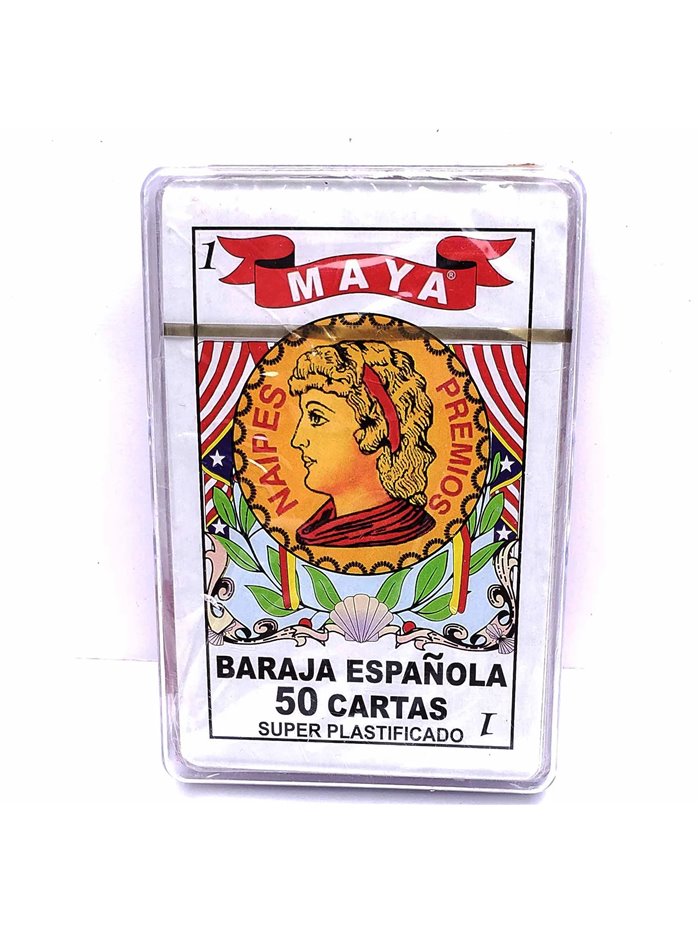 1
MAYA®
NAIPES
PREMIOS
BARAJA ESPAÑOLA
50 CARTAS
SUPER PLASTIFICADO
1